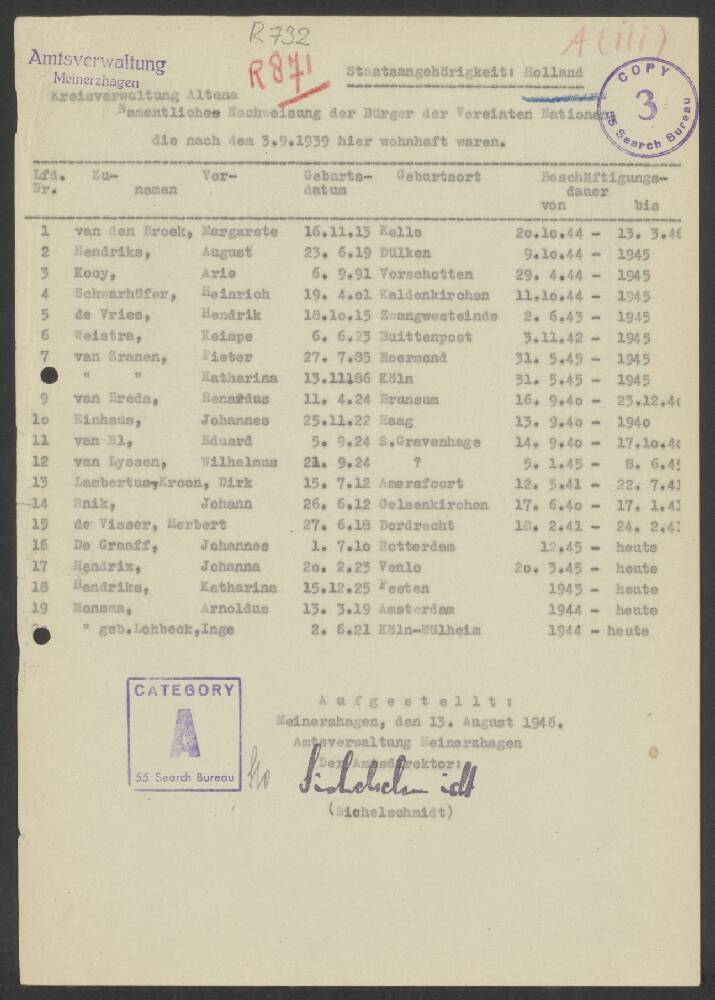 R732
A(III)
Amtsverwaltung
Meinerzhagen
R871
Staatsangehörigkeit: Holland
COPY
3
55 Search Bureau
Kreisverwaltung Altena
Namentliches Nachweisung der Bürger der Vereinten Nationen,
die nach dem 3.9.1939 hier wohnhaft waren.
Lfd. Zu- Vor- Geburts- Geburtsort Beschäftigungs-
Nr. namen datum dauer
von bis
1 van den Broek, Margarete 16.11.13 Kelle 20.10.44 - 13. 3.46
2 Hendriks, August 23. 6.19 Dülken 9.10.44 - 1945
3 Kooy, Arie 6. 9.91 Vorschotten 29. 4.44 - 1945
4 Schwarhöfer, Heinrich 19. 4.01 Kaldenkirchen 11.10.44 - 1945
5 de Vries, Hendrik 18.10.15 Zwangwesteinde 2. 6.43 - 1945
6 Weistra, Keimpe 6. 6.23 Buittenpost 3.11.42 - 1945
7 van Zranen, Pieter 27. 7.85 Roermond 31. 5.45 - 1945
" " Katharina 13.11.86 Köln 31. 5.45 - 1945
9 van Breda, Renardus 11. 4.24 Brunsum 16. 9.40 - 23.12.40
10 Einhaus, Johannes 25.11.22 Haag 13. 9.40 - 1940
11 van El, Eduard 5. 9.24 S.Gravenhage 14. 9.40 - 17.10.40
12 van Lyssen, Wilhelmus 21. 9.24 ? 5. 1.45 - 8. 6.45
13 Lambertus-Kroon, Dirk 15. 7.12 Amersfoort 12. 5.41 - 22. 7.41
14 Snik, Johann 26. 6.12 Gelsenkirchen 17. 6.40 - 17. 1.41
15 de Visser, Herbert 27. 6.18 Dordrecht 18. 2.41 - 24. 2.41
16 De Graaff, Johannes 1. 7.10 Rotterdam 12.45 - heute
17 Hendrix, Johanna 20. 2.23 Venlo 20. 3.45 - heute
18 Hendriks, Katharina 15.12.25 Festen 1943 - heute
19 Monsma, Arnoldus 13. 3.19 Amsterdam 1944 - heute
" geb.Lohbeck,Inge 2. 6.21 Köln-Mülheim 1944 - heute
CATEGORY
A
55 Search Bureau
Aufgestellt:
Meinerzhagen, den 13. August 1946.
Amtsverwaltung Meinerzhagen
Der Amtsdirektor:
Sichelschmidt
(Sichelschmidt)